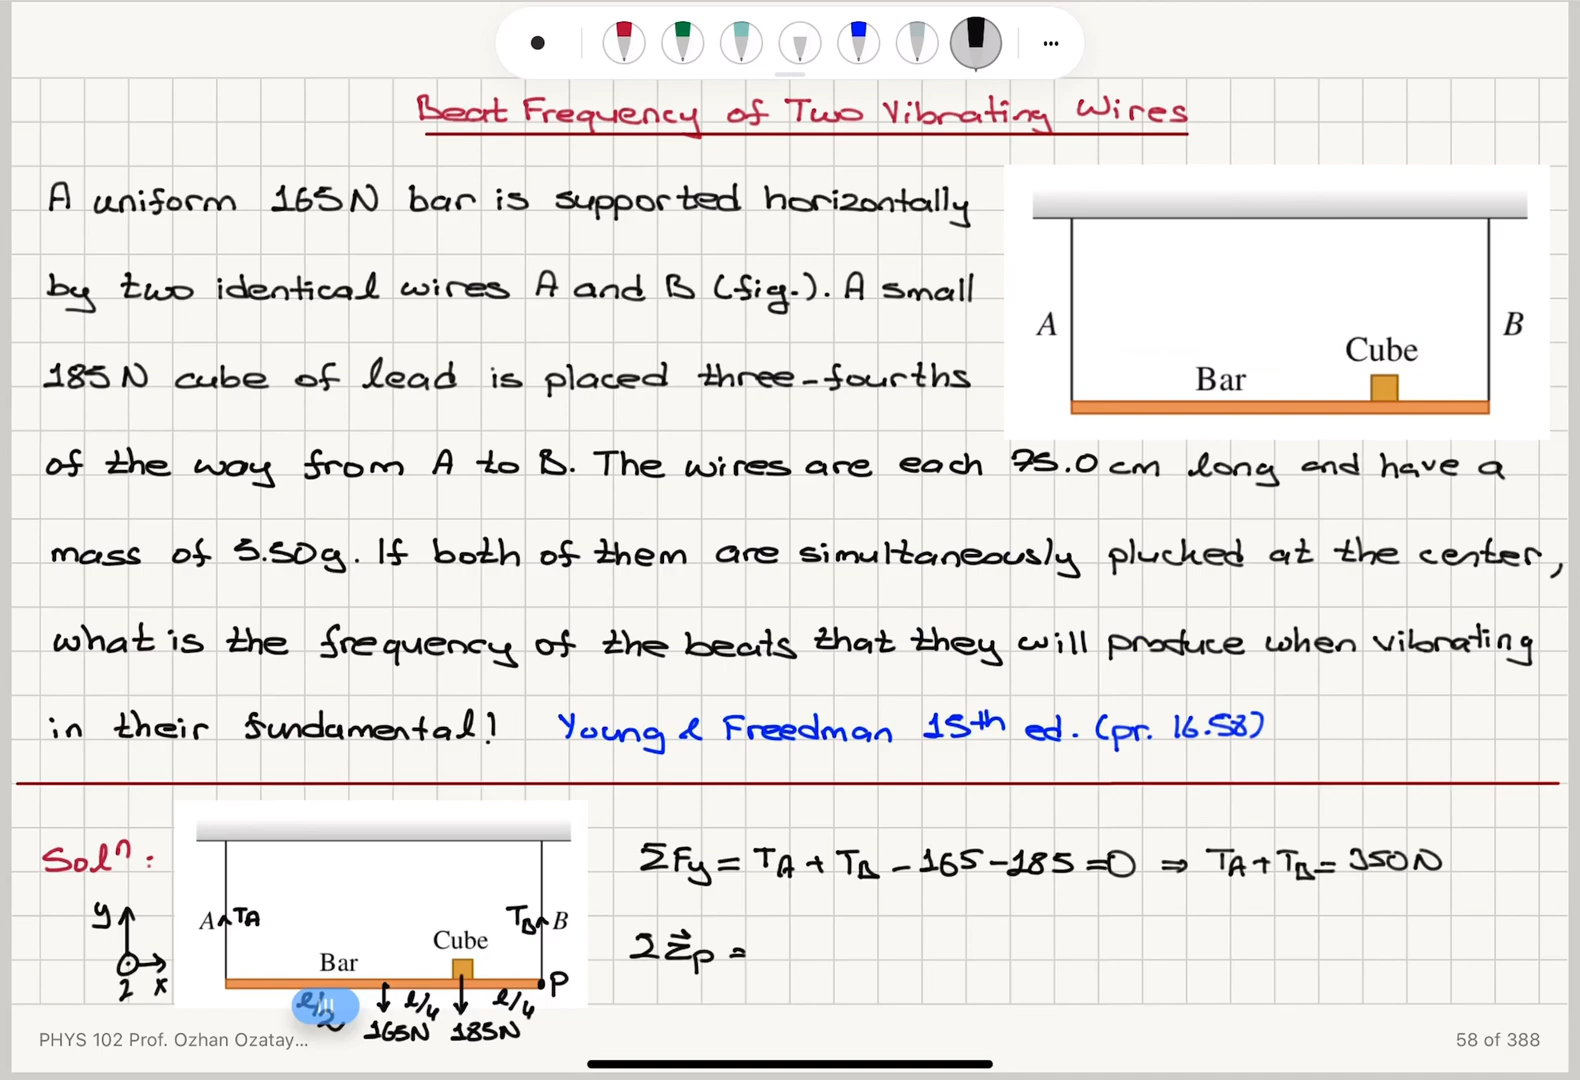 Beat Frequency of Two Vibrating Wires
A uniform 165N bar is supported horizontally
by two identical wires A and B (fig.). A small
185N cube of lead is placed three-fourths
of the way from A to B. The wires are each 75.0 cm long and have a
mass of 5.50g. If both of them are simultaneously plucked at the center,
what is the frequency of the beats that they will produce when vibrating
in their fundamental! Young & Freedman 15th ed. (pr. 16.58)
A
B
Cube
Bar
Solⁿ:
y
z x
A TA
TB B
Cube
Bar
P
l/2 l/4 l/4
165N 185N
ΣFy = TA + TB - 165 - 185 = 0 ⇒ TA + TB = 350N
Στ⃗p =
PHYS 102 Prof. Ozhan Ozatay...
58 of 388